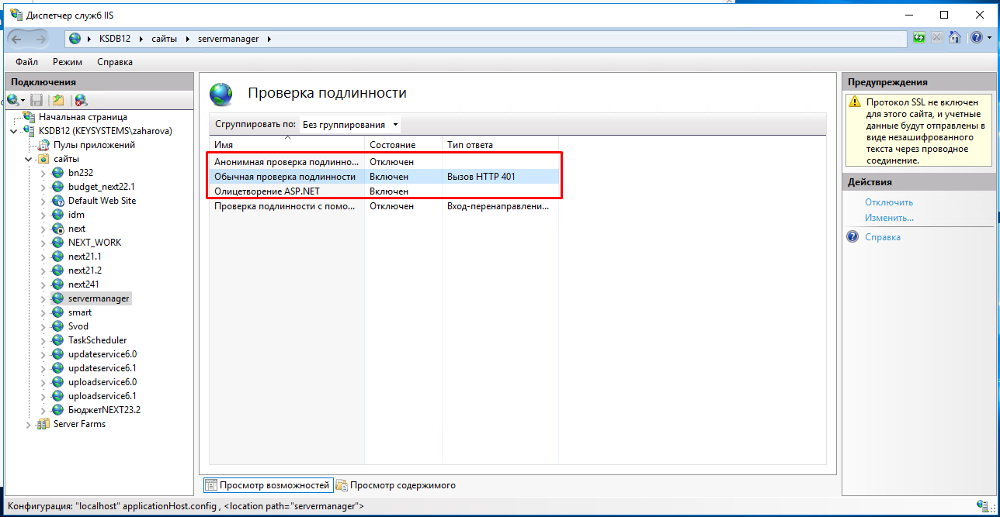 Диспетчер служб IIS
KSDB12 сайты servermanager
Файл Режим Справка
Подключения
Начальная страница
KSDB12 (KEYSYSTEMS\zaharova)
Пулы приложений
сайты
bn232
budget_next22.1
Default Web Site
idm
next
NEXT_WORK
next21.1
next21.2
next241
servermanager
smart
Svod
TaskScheduler
updateservice6.0
updateservice6.1
uploadservice6.0
uploadservice6.1
БюджетNEXT23.2
Server Farms
Проверка подлинности
Сгруппировать по: Без группирования
Имя Состояние Тип ответа
Анонимная проверка подлинно... Отключен
Обычная проверка подлинности Включен Вызов HTTP 401
Олицетворение ASP.NET Включен
Проверка подлинности с помо... Отключен Вход-перенаправлени...
Просмотр возможностей Просмотр содержимого
Предупреждения
Протокол SSL не включен
для этого сайта, и учетные
данные будут отправлены в
виде незашифрованного
текста через проводное
соединение.
Действия
Отключить
Изменить...
Справка
Конфигурация: "localhost" applicationHost.config , <location path="servermanager">